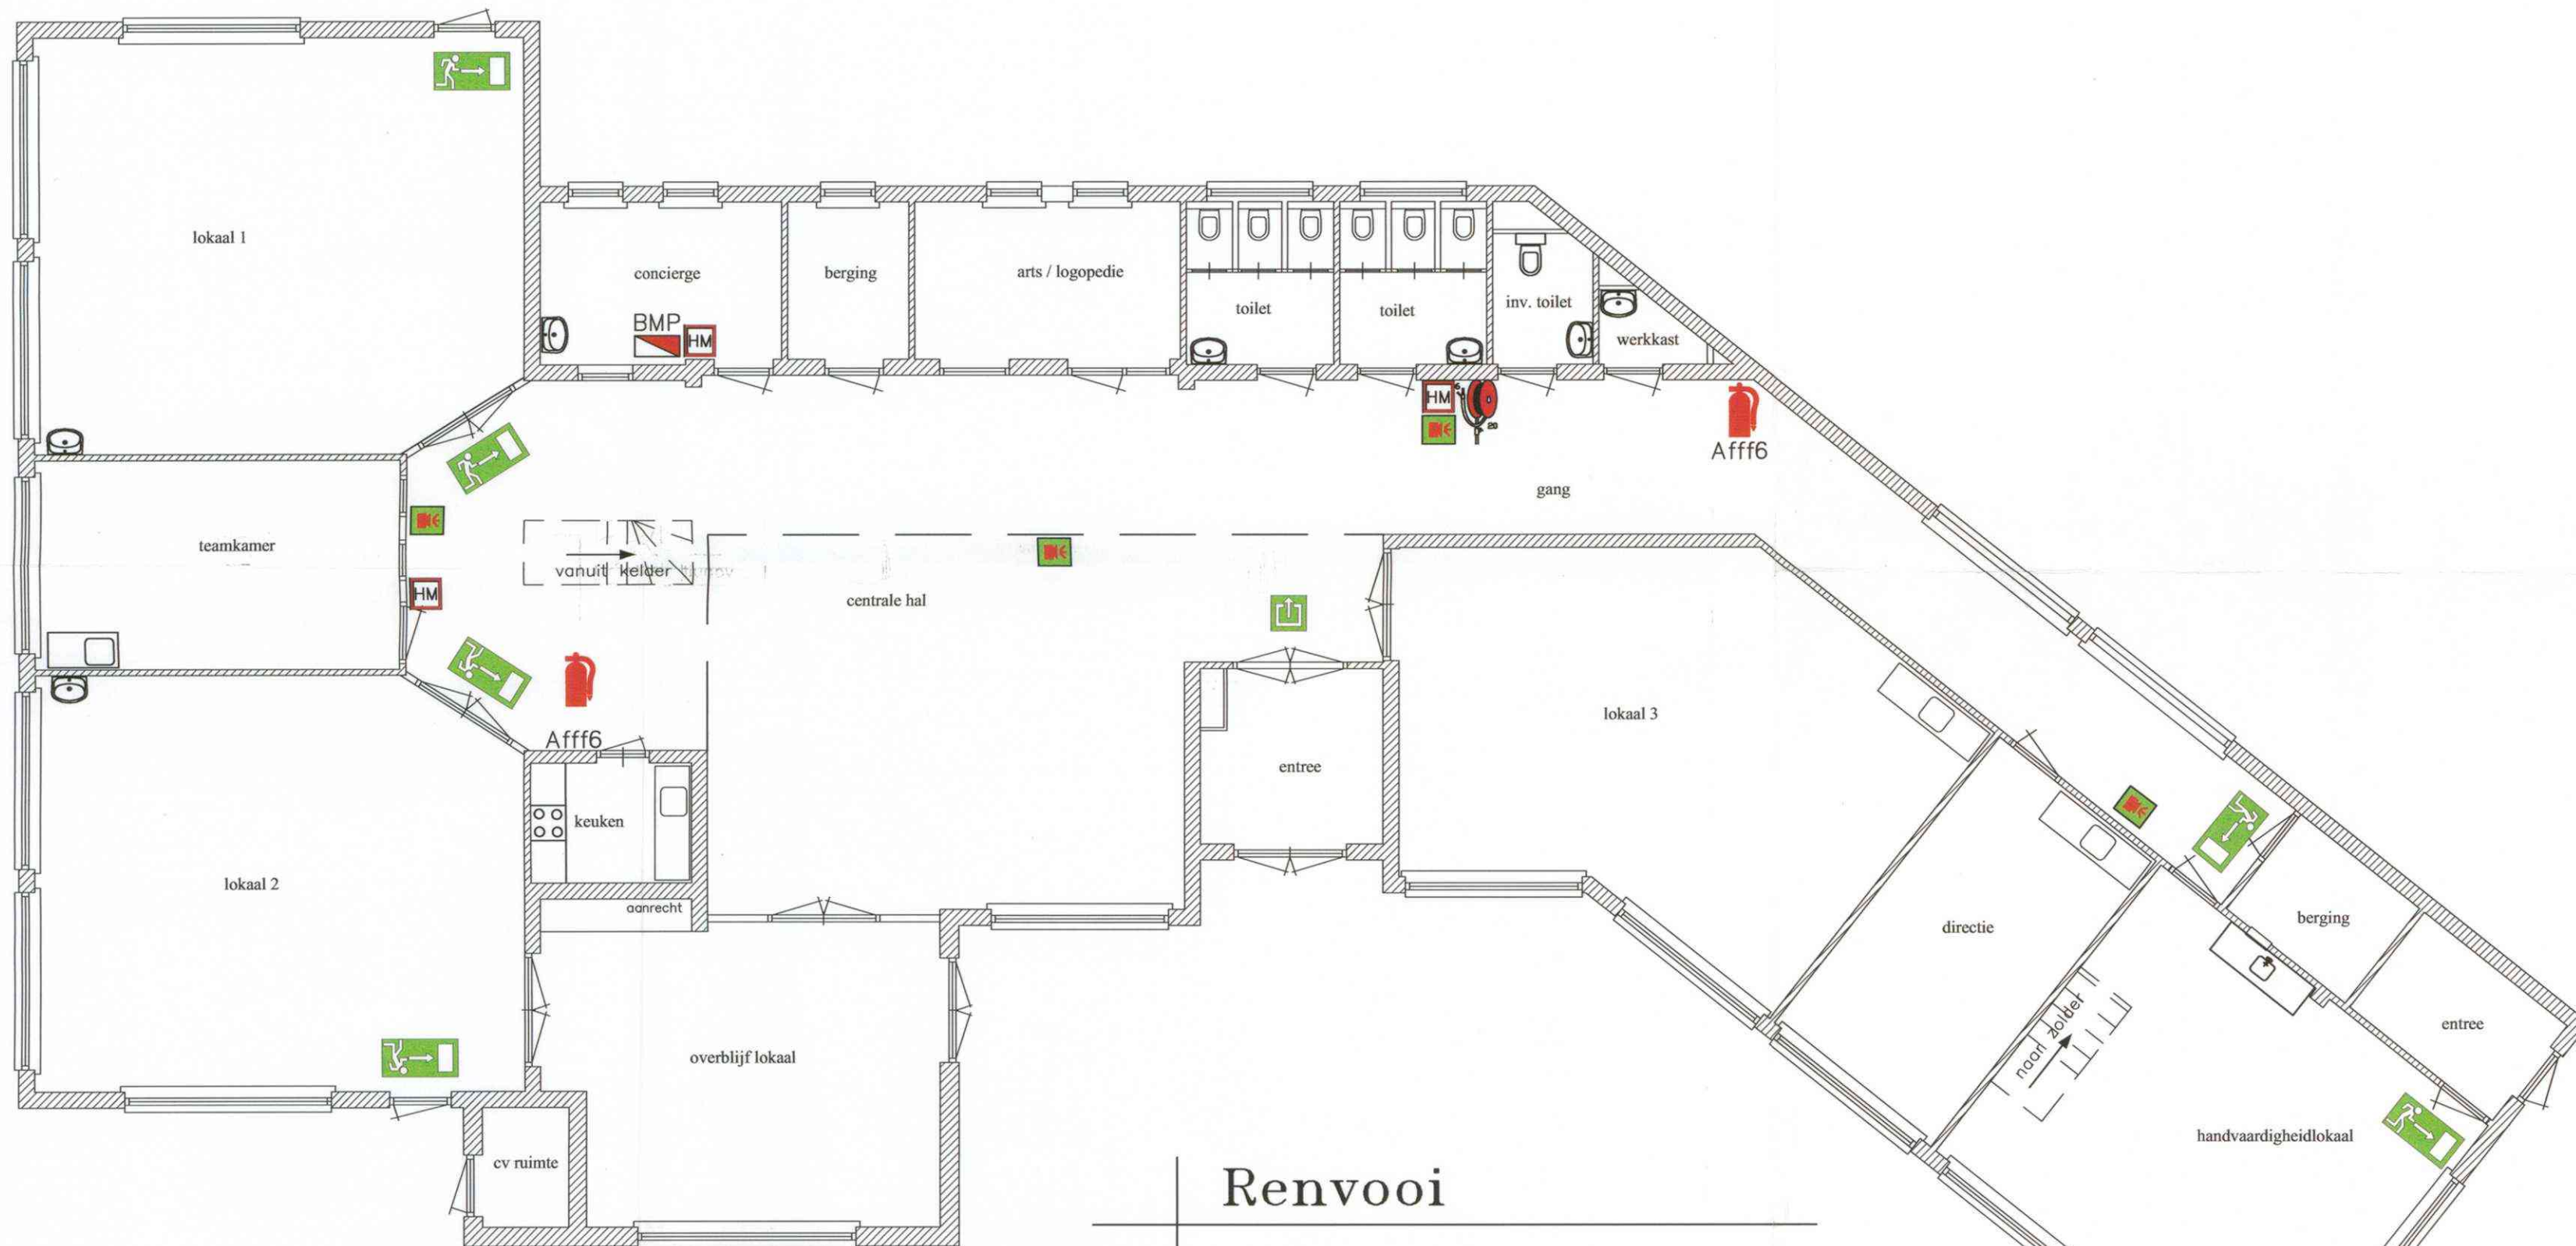 lokaal 1
concierge
berging
arts / logopedie
toilet
toilet
inv. toilet
werkkast
BMP
HM
HM
6
20
Afff6
gang
teamkamer
HM
vanuit kelder
centrale hal
Afff6
lokaal 3
entree
keuken
lokaal 2
aanrecht
directie
berging
naar zolder
entree
overblijf lokaal
handvaardigheidlokaal
cv ruimte
Renvooi